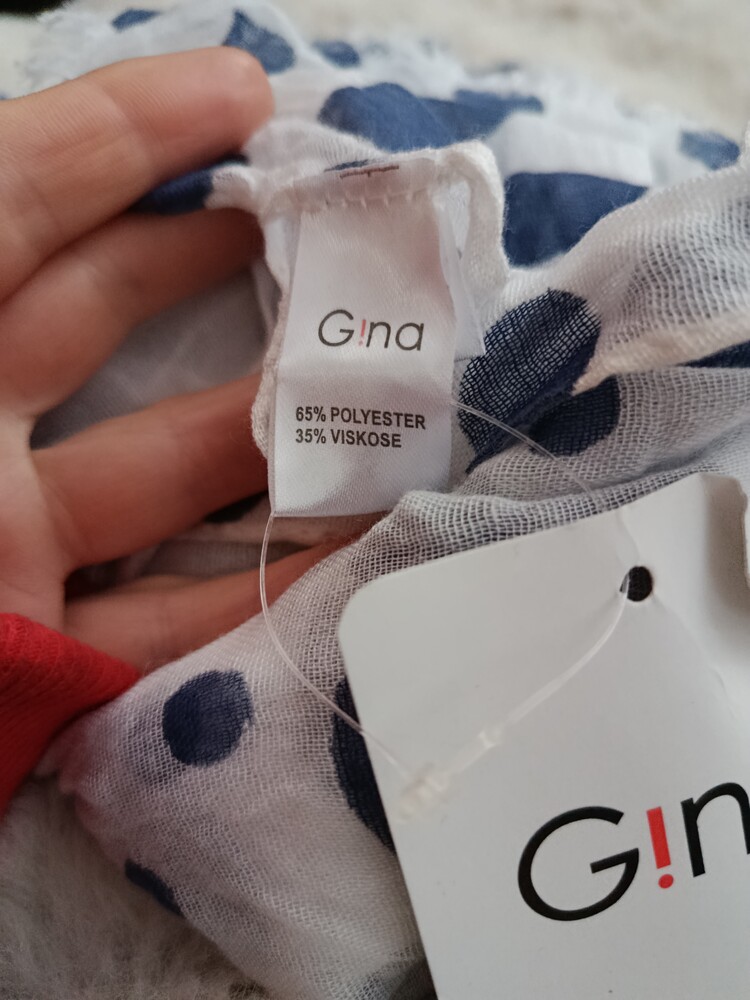 G!na
65% POLYESTER
35% VISKOSE
G!n